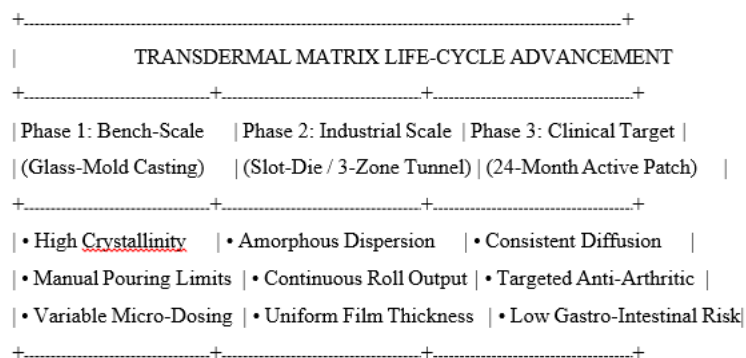 +-----------------------------------------------------------------------------+
| TRANSDERMAL MATRIX LIFE-CYCLE ADVANCEMENT
+------------------------+--------------------------+--------------------------+
| Phase 1: Bench-Scale | Phase 2: Industrial Scale | Phase 3: Clinical Target |
| (Glass-Mold Casting) | (Slot-Die / 3-Zone Tunnel) | (24-Month Active Patch) |
+------------------------+--------------------------+--------------------------+
| • High Crystallinity | • Amorphous Dispersion | • Consistent Diffusion |
| • Manual Pouring Limits | • Continuous Roll Output | • Targeted Anti-Arthritic |
| • Variable Micro-Dosing | • Uniform Film Thickness | • Low Gastro-Intestinal Risk|
+------------------------+--------------------------+--------------------------+